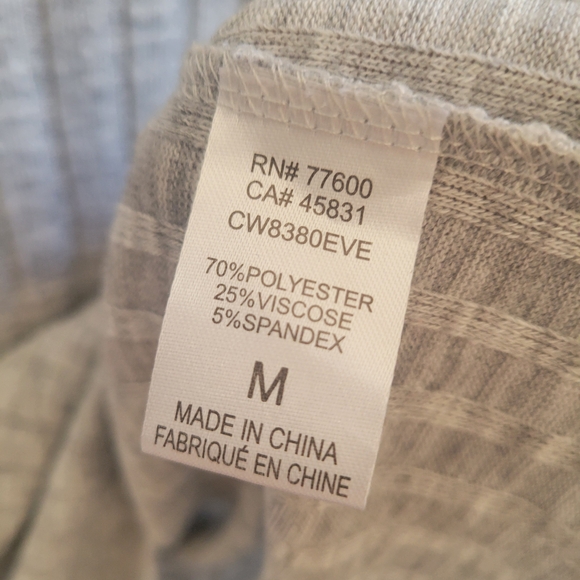 RN# 77600
CA# 45831
CW8380EVE
70%POLYESTER
25%VISCOSE
5%SPANDEX
M
MADE IN CHINA
FABRIQUÉ EN CHINE